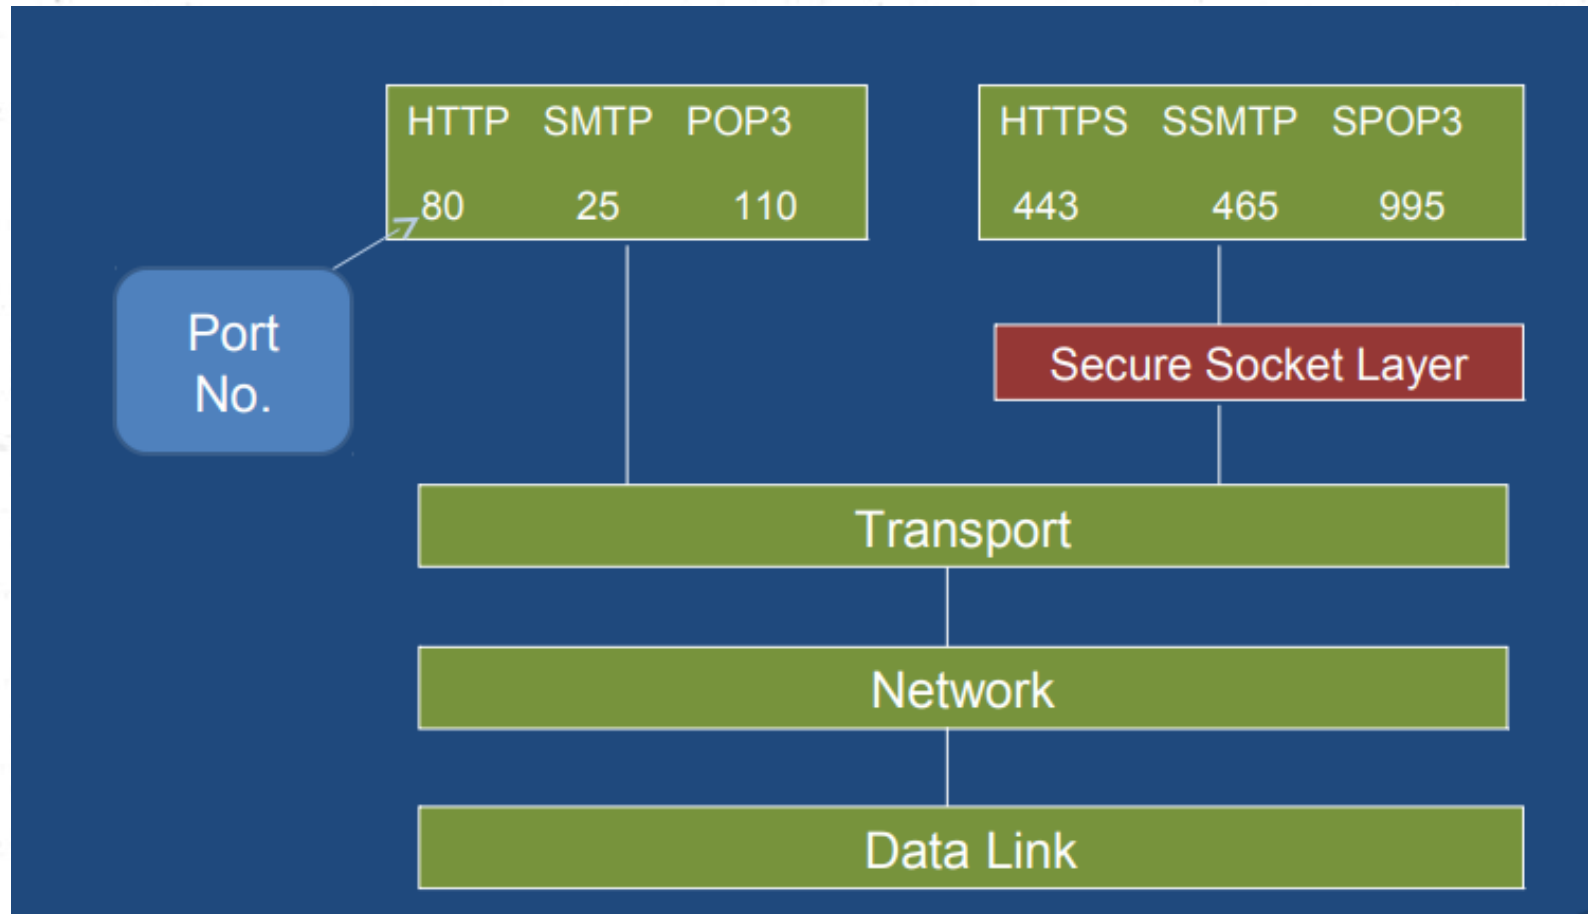 HTTP SMTP POP3
80 25 110
HTTPS SSMTP SPOP3
443 465 995
Port
No.
Secure Socket Layer
Transport
Network
Data Link